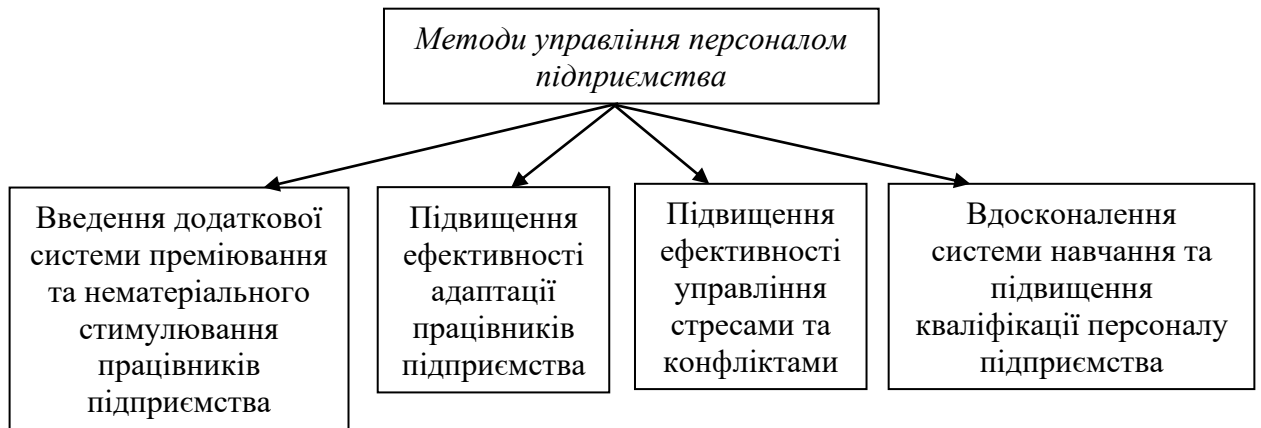 Методи управління персоналом
підприємства
Введення додаткової
системи преміювання
та нематеріального
стимулювання
працівників
підприємства
Підвищення
ефективності
адаптації
працівників
підприємства
Підвищення
ефективності
управління
стресами та
конфліктами
Вдосконалення
системи навчання та
підвищення
кваліфікації персоналу
підприємства